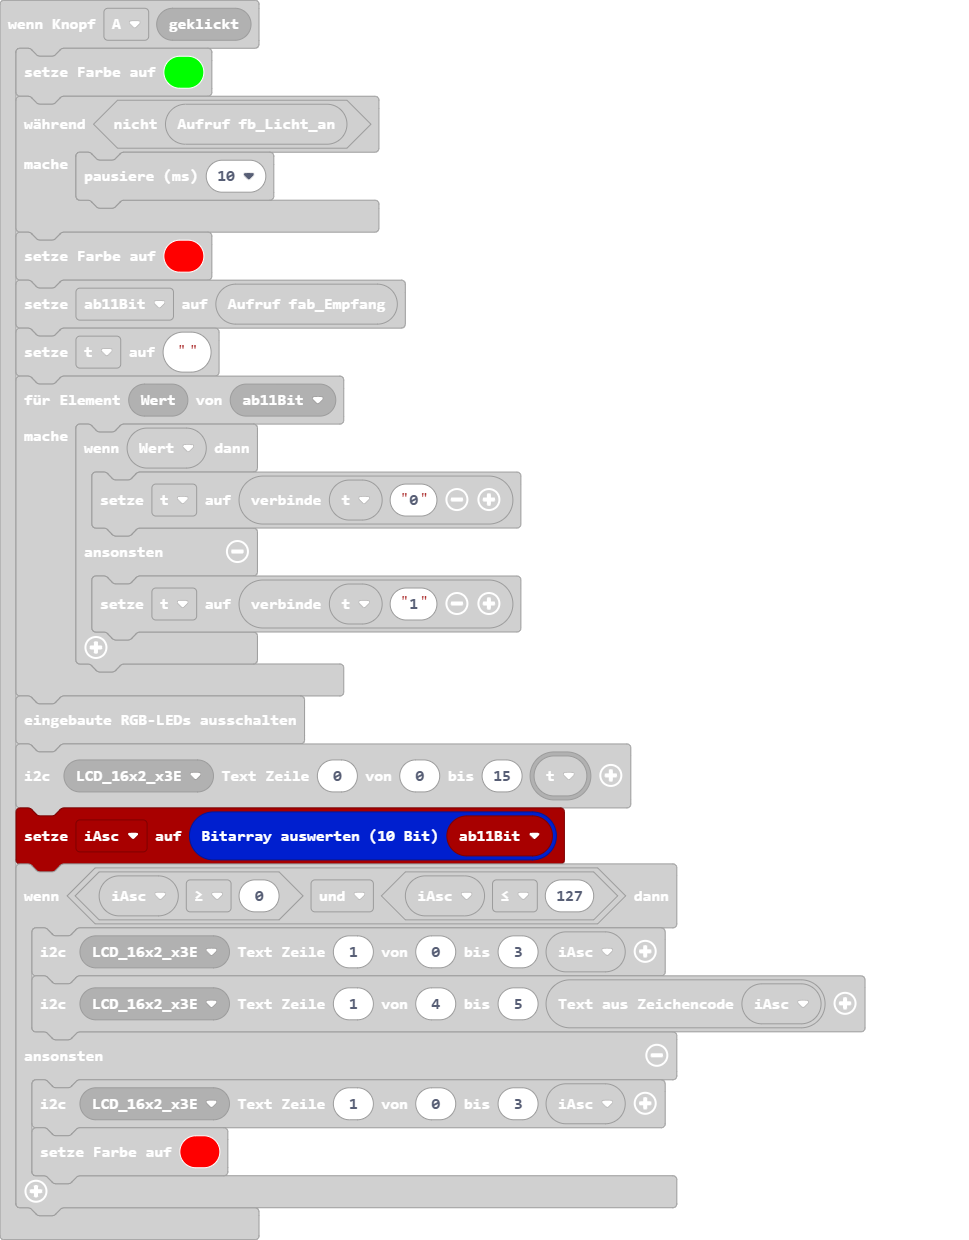 wenn Knopf A geklickt
setze Farbe auf
während nicht Aufruf fb_Licht_an
mache pausiere (ms) 10
setze Farbe auf
setze ab11Bit auf Aufruf fab_Empfang
setze t auf " "
für Element Wert von ab11Bit
mache wenn Wert dann
setze t auf verbinde t "0"
ansonsten
setze t auf verbinde t "1"
eingebaute RGB-LEDs ausschalten
i2c LCD_16x2_x3E Text Zeile 0 von 0 bis 15 t
setze iAsc auf Bitarray auswerten (10 Bit) ab11Bit
wenn iAsc ≥ 0 und iAsc ≤ 127 dann
i2c LCD_16x2_x3E Text Zeile 1 von 0 bis 3 iAsc
i2c LCD_16x2_x3E Text Zeile 1 von 4 bis 5 Text aus Zeichencode iAsc
ansonsten
i2c LCD_16x2_x3E Text Zeile 1 von 0 bis 3 iAsc
setze Farbe auf